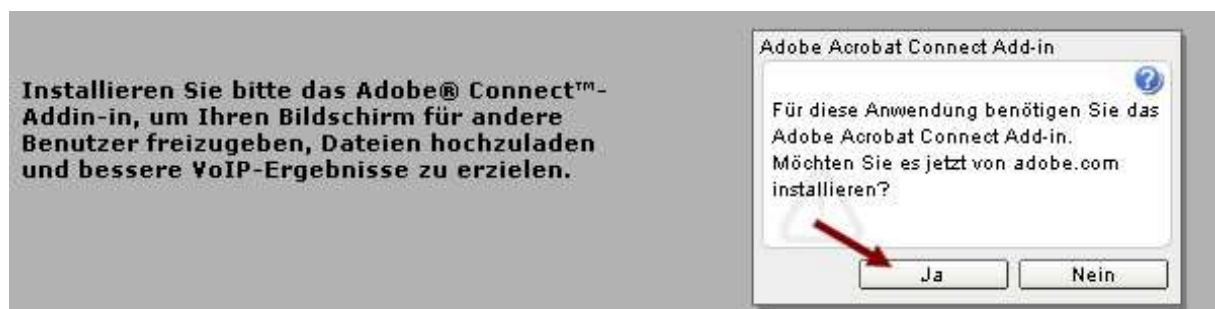 Installieren Sie bitte das Adobe® Connect™-
Addin-in, um Ihren Bildschirm für andere
Benutzer freizugeben, Dateien hochzuladen
und bessere VoIP-Ergebnisse zu erzielen.
Adobe Acrobat Connect Add-in
?
Für diese Anwendung benötigen Sie das
Adobe Acrobat Connect Add-in.
Möchten Sie es jetzt von adobe.com
installieren?
Ja
Nein